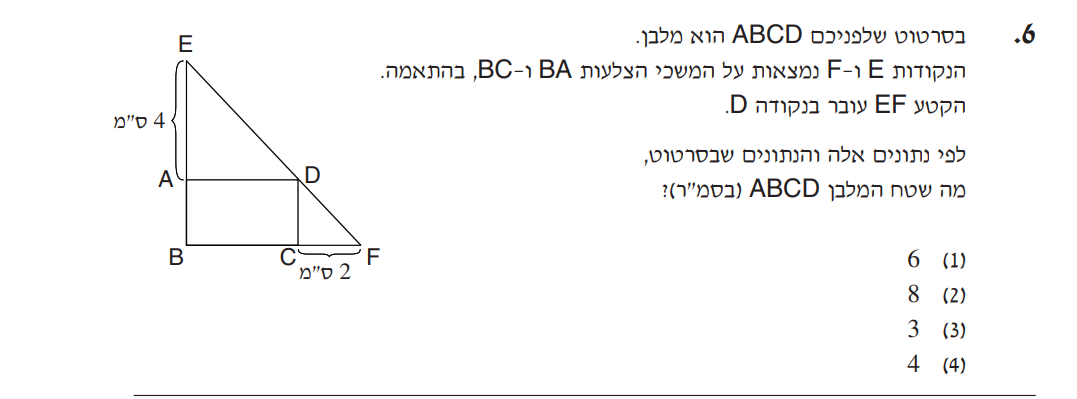 6. בסרטוט שלפניכם ABCD הוא מלבן.
הנקודות E ו-F נמצאות על המשכי הצלעות BA ו-BC, בהתאמה.
הקטע EF עובר בנקודה D.
לפי נתונים אלה והנתונים שבסרטוט,
מה שטח המלבן ABCD (בסמ"ר)?
(1) 6
(2) 8
(3) 3
(4) 4
E
4 ס"מ
A
D
B
C
F
2 ס"מ